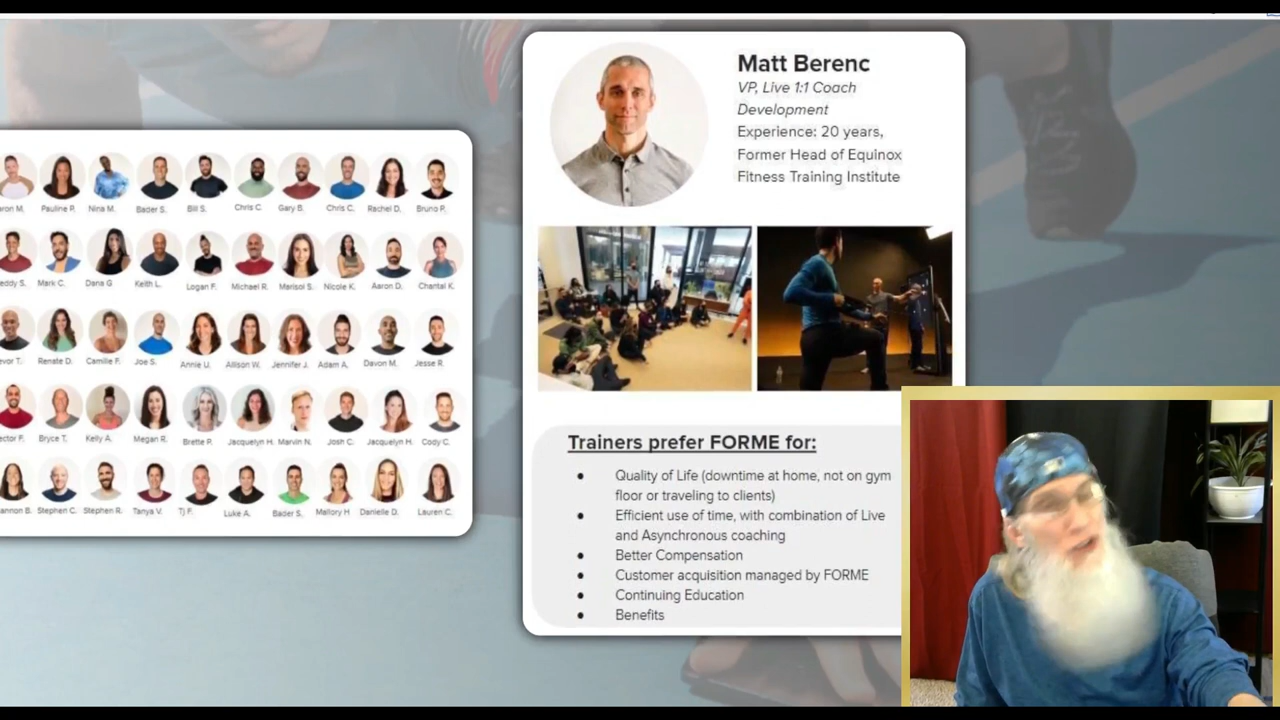 Matt Berenc
VP, Live 1:1 Coach
Development
Experience: 20 years,
Former Head of Equinox
Fitness Training Institute
Pauline P. Nina M. Bader S. Bill S. Chris C. Gary B. Chris C. Rachel D. Bruno P.
Mark C. Dana G Keith L. Logan F. Michael R. Marisol S. Nicole K. Aaron D. Chantal K.
Renate D. Camille F. Joe S. Annie U. Allison W. Jennifer J. Adam A. Davon M. Jesse R.
Bryce T. Kelly A. Megan R. Brette P. Jacquelyn H. Marvin N. Josh C. Jacquelyn H. Cody C.
Stephen C. Stephen R. Tanya V. Tj F. Luke A. Bader S. Mallory H Danielle D. Lauren C.
Trainers prefer FORME for:
Quality of Life (downtime at home, not on gym
floor or traveling to clients)
Efficient use of time, with combination of Live
and Asynchronous coaching
Better Compensation
Customer acquisition managed by FORME
Continuing Education
Benefits